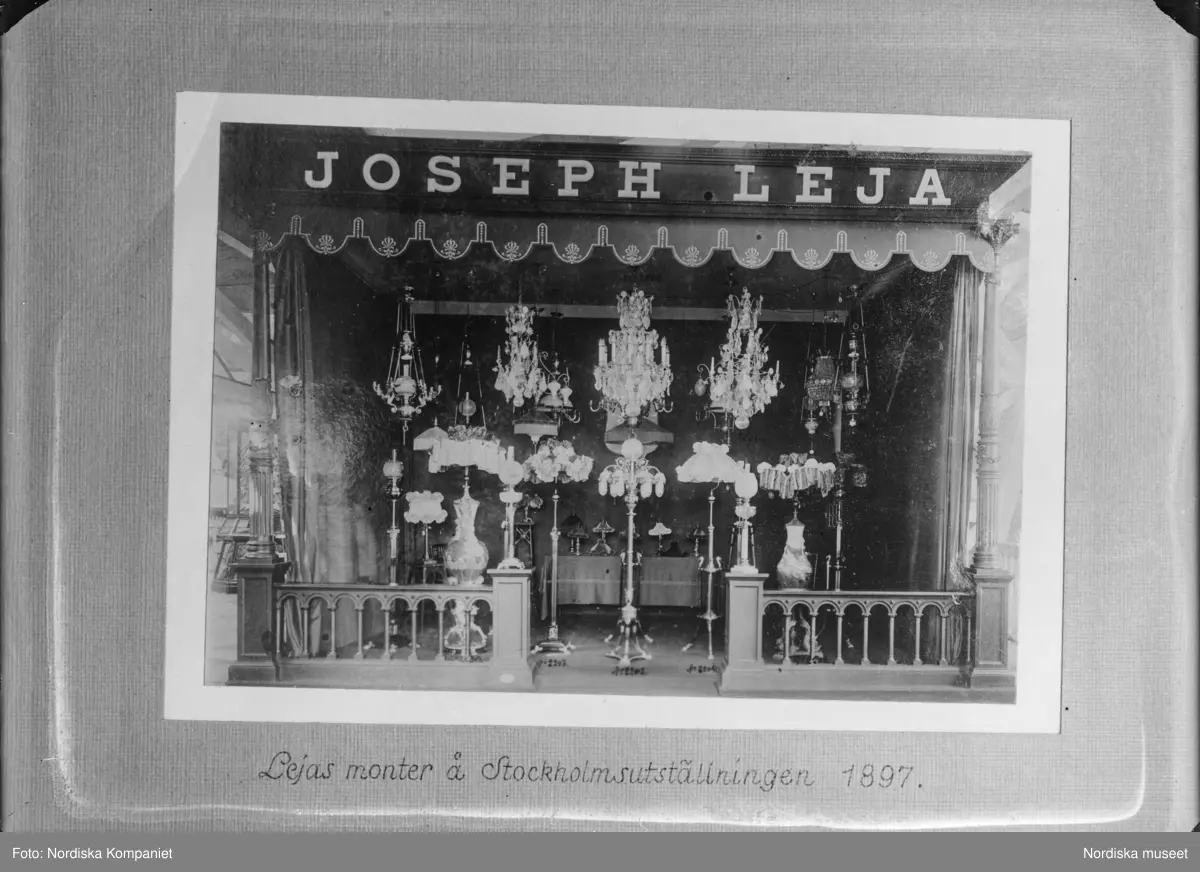 JOSEPH LEJA
Lejas monter å Stockholmsutställningen 1897.
Foto: Nordiska Kompaniet
Nordiska museet